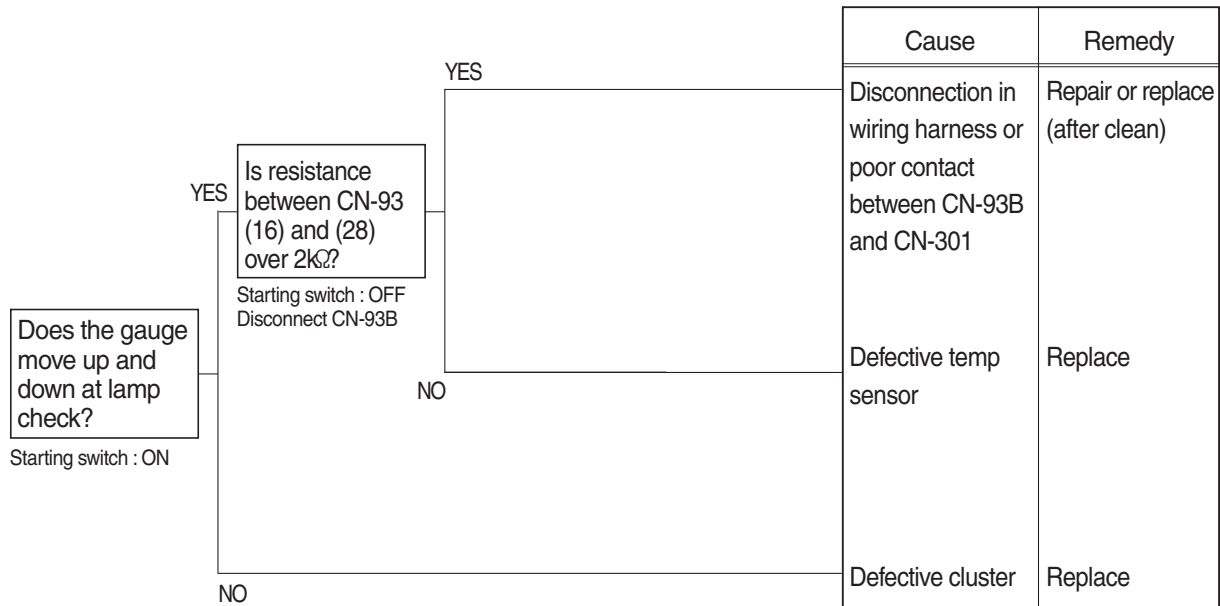 Does the gauge
move up and
down at lamp
check?
Starting switch : ON
YES
NO
Is resistance
between CN-93
(16) and (28)
over 2kΩ?
Starting switch : OFF
Disconnect CN-93B
YES
NO
Cause
Remedy
Disconnection in
wiring harness or
poor contact
between CN-93B
and CN-301
Repair or replace
(after clean)
Defective temp
sensor
Replace
Defective cluster
Replace